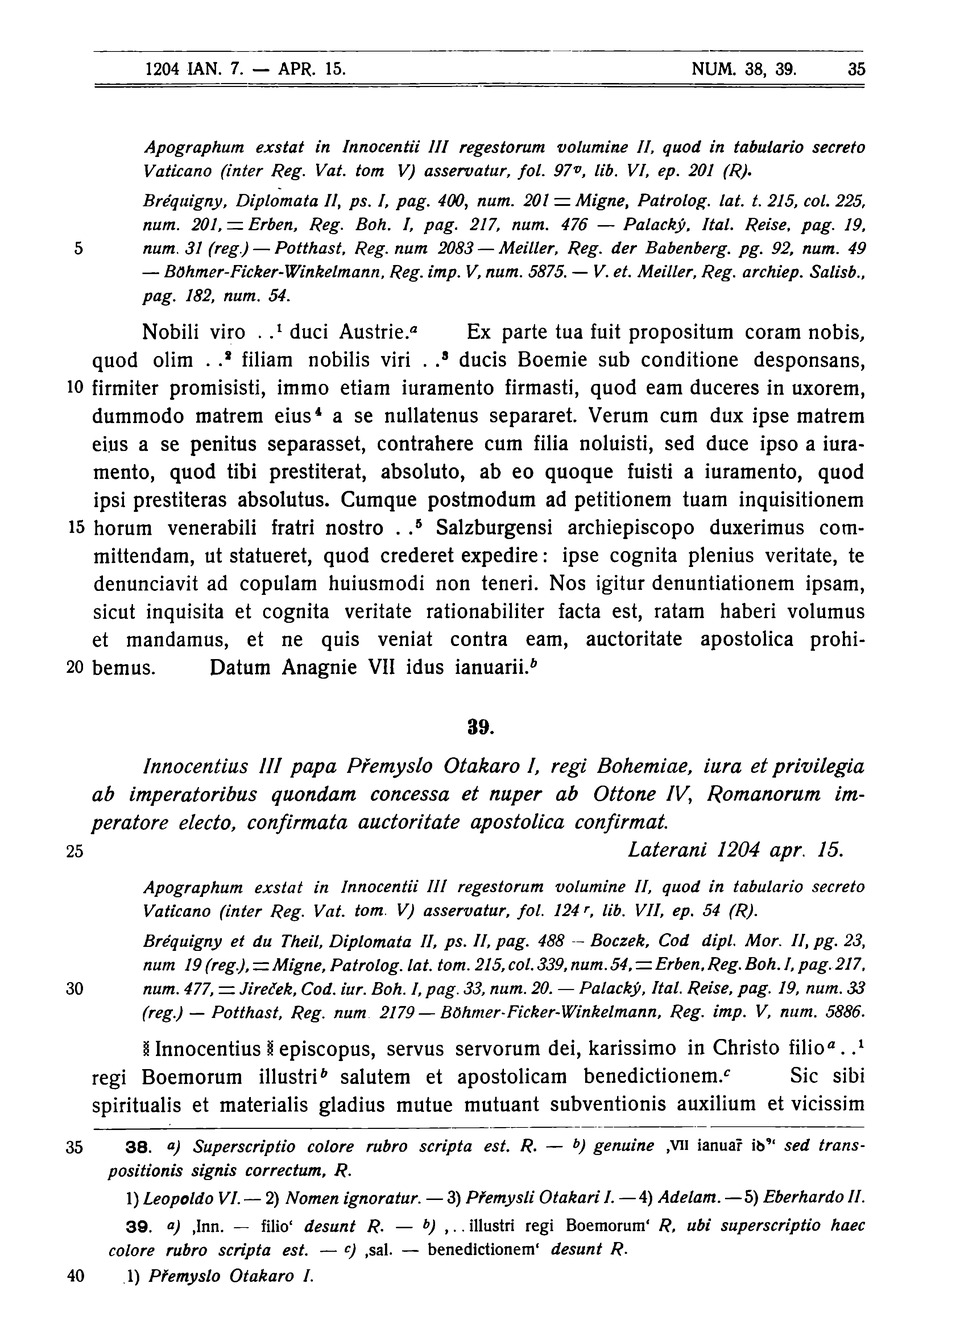 1204 IAN. 7. — APR. 15. NUM. 38, 39. 35
Apographum exstat in Innocentii III regestorum volumine II, quod in tabulario secreto
Vaticano (inter Reg. Vat. tom V) asservatur, fol. 97ᵛ, lib. VI, ep. 201 (R).
Bréquigny, Diplomata II, ps. I, pag. 400, num. 201 = Migne, Patrolog. lat. t. 215, col. 225,
num. 201, = Erben, Reg. Boh. I, pag. 217, num. 476 — Palacký, Ital. Reise, pag. 19,
5 num. 31 (reg.) — Potthast, Reg. num 2083 — Meiller, Reg. der Babenberg. pg. 92, num. 49
— Böhmer-Ficker-Winkelmann, Reg. imp. V, num. 5875. — V. et. Meiller, Reg. archiep. Salisb.,
pag. 182, num. 54.
Nobili viro . .¹ duci Austrie.ᵃ Ex parte tua fuit propositum coram nobis,
quod olim . .² filiam nobilis viri . .³ ducis Boemie sub conditione desponsans,
10 firmiter promisisti, immo etiam iuramento firmasti, quod eam duceres in uxorem,
dummodo matrem eius⁴ a se nullatenus separaret. Verum cum dux ipse matrem
eius a se penitus separasset, contrahere cum filia noluisti, sed duce ipso a iura-
mento, quod tibi prestiterat, absoluto, ab eo quoque fuisti a iuramento, quod
ipsi prestiteras absolutus. Cumque postmodum ad petitionem tuam inquisitionem
15 horum venerabili fratri nostro . .⁵ Salzburgensi archiepiscopo duxerimus com-
mittendam, ut statueret, quod crederet expedire: ipse cognita plenius veritate, te
denunciavit ad copulam huiusmodi non teneri. Nos igitur denuntiationem ipsam,
sicut inquisita et cognita veritate rationabiliter facta est, ratam haberi volumus
et mandamus, et ne quis veniat contra eam, auctoritate apostolica prohi-
20 bemus. Datum Anagnie VII idus ianuarii.ᵇ
39.
Innocentius III papa Přemyslo Otakaro I, regi Bohemiae, iura et privilegia
ab imperatoribus quondam concessa et nuper ab Ottone IV, Romanorum im-
peratore electo, confirmata auctoritate apostolica confirmat.
25 Laterani 1204 apr. 15.
Apographum exstat in Innocentii III regestorum volumine II, quod in tabulario secreto
Vaticano (inter Reg. Vat. tom. V) asservatur, fol. 124ʳ, lib. VII, ep. 54 (R).
Bréquigny et du Theil, Diplomata II, ps. II, pag. 488 — Boczek, Cod dipl. Mor. II, pg. 23,
num 19 (reg.), = Migne, Patrolog. lat. tom. 215, col. 339, num. 54, = Erben, Reg. Boh. I, pag. 217,
30 num. 477, = Jireček, Cod. iur. Boh. I, pag. 33, num. 20. — Palacký, Ital. Reise, pag. 19, num. 33
(reg.) — Potthast, Reg. num 2179 — Böhmer-Ficker-Winkelmann, Reg. imp. V, num. 5886.
Innocentius episcopus, servus servorum dei, karissimo in Christo filioᵃ . .¹
regi Boemorum illustriᵇ salutem et apostolicam benedictionem.ᶜ Sic sibi
spiritualis et materialis gladius mutue mutuant subventionis auxilium et vicissim
35 38. ᵃ) Superscriptio colore rubro scripta est. R. — ᵇ) genuine ‚VII ianuar̄ id⁹‘ sed trans-
positionis signis correctum, R.
1) Leopoldo VI. — 2) Nomen ignoratur. — 3) Přemysli Otakari I. — 4) Adelam. — 5) Eberhardo II.
39. ᵃ) ‚Inn. — filio‘ desunt R. — ᵇ) ‚. . illustri regi Boemorum‘ R, ubi superscriptio haec
colore rubro scripta est. — ᶜ) ‚sal. — benedictionem‘ desunt R.
40 1) Přemyslo Otakaro I.